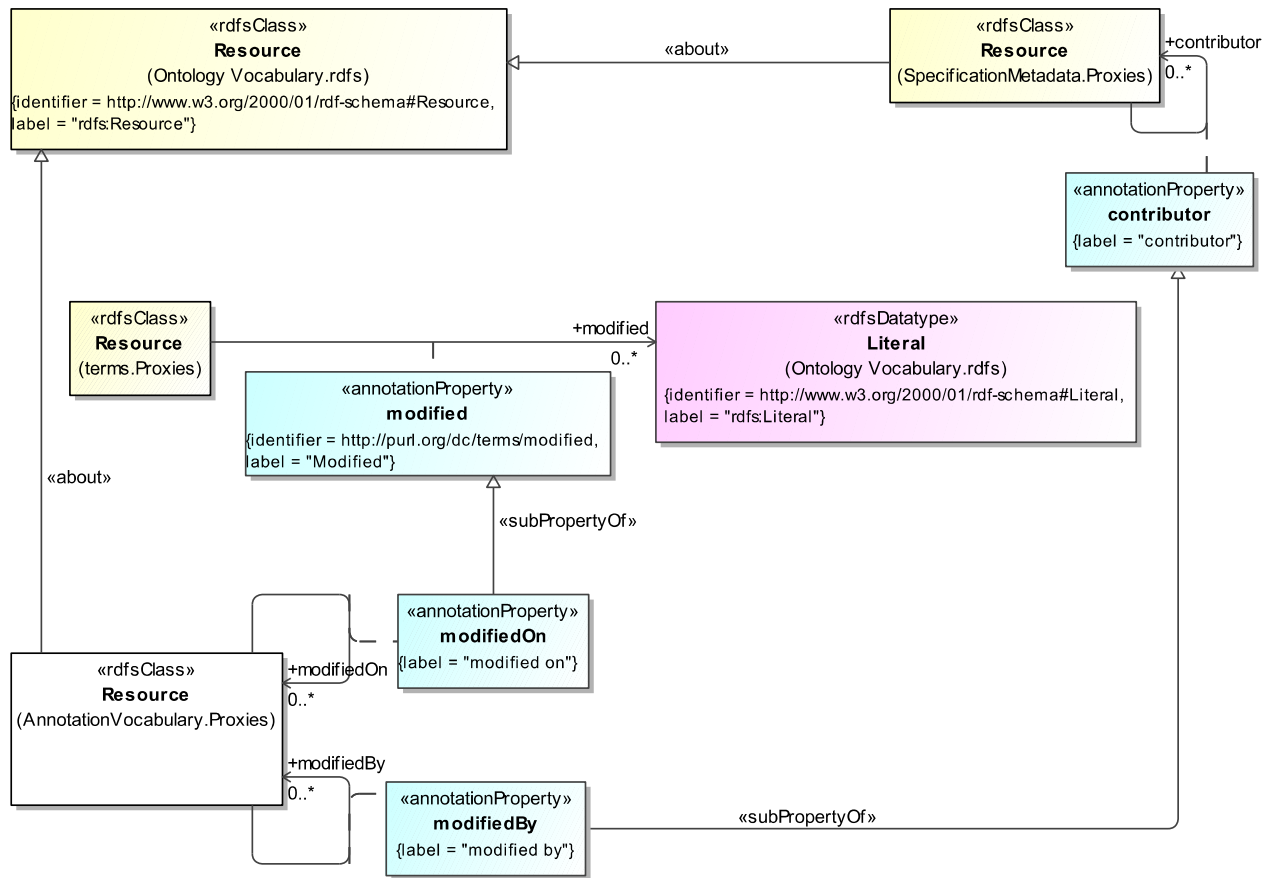 «rdfsClass»
Resource
(Ontology Vocabulary.rdfs)
{identifier = http://www.w3.org/2000/01/rdf-schema#Resource,
label = "rdfs:Resource"}
«about»
«rdfsClass»
Resource
(SpecificationMetadata.Proxies)
+contributor
0..*
«annotationProperty»
contributor
{label = "contributor"}
«rdfsClass»
Resource
(terms.Proxies)
+modified
0..*
«rdfsDatatype»
Literal
(Ontology Vocabulary.rdfs)
{identifier = http://www.w3.org/2000/01/rdf-schema#Literal,
label = "rdfs:Literal"}
«annotationProperty»
modified
{identifier = http://purl.org/dc/terms/modified,
label = "Modified"}
«about»
«subPropertyOf»
«annotationProperty»
modifiedOn
{label = "modified on"}
«rdfsClass»
Resource
(AnnotationVocabulary.Proxies)
+modifiedOn
0..*
+modifiedBy
0..*
«annotationProperty»
modifiedBy
{label = "modified by"}
«subPropertyOf»